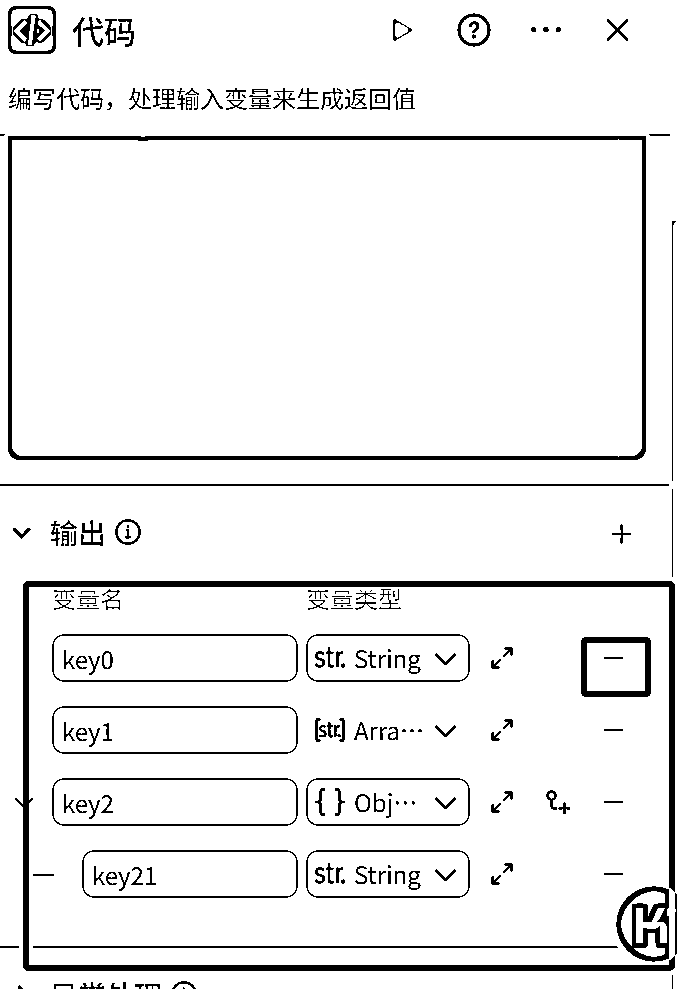 代码
编写代码，处理输入变量来生成返回值
输出
变量名 变量类型
key0 str. String
key1 [str] Arra···
key2 { } Obj···
key21 str. String
K